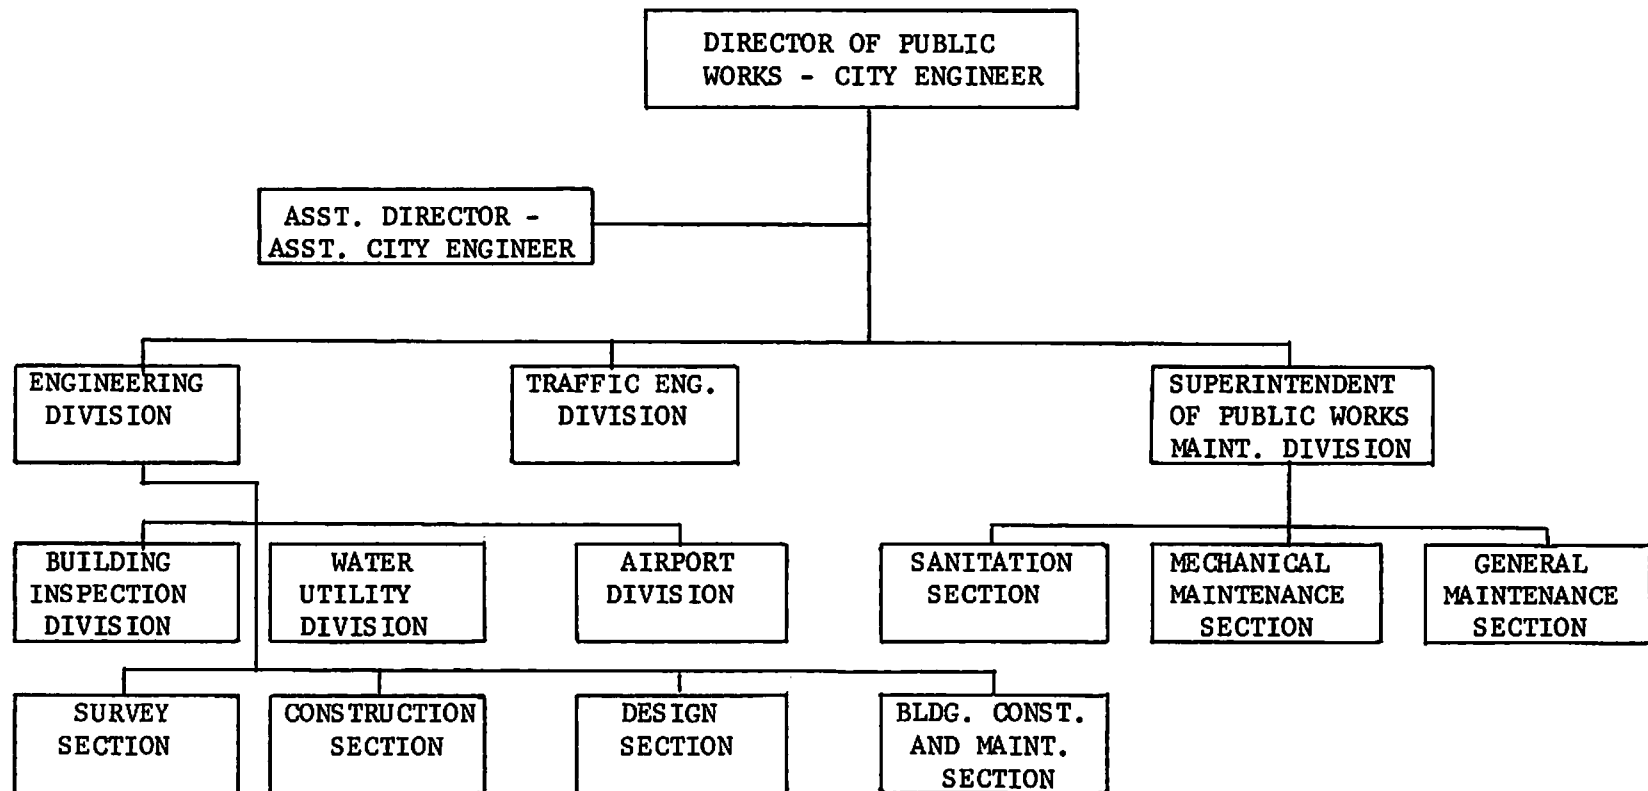 DIRECTOR OF PUBLIC
WORKS - CITY ENGINEER
ASST. DIRECTOR -
ASST. CITY ENGINEER
ENGINEERING
DIVISION
TRAFFIC ENG.
DIVISION
SUPERINTENDENT
OF PUBLIC WORKS
MAINT. DIVISION
BUILDING
INSPECTION
DIVISION
WATER
UTILITY
DIVISION
AIRPORT
DIVISION
SANITATION
SECTION
MECHANICAL
MAINTENANCE
SECTION
GENERAL
MAINTENANCE
SECTION
SURVEY
SECTION
CONSTRUCTION
SECTION
DESIGN
SECTION
BLDG. CONST.
AND MAINT.
SECTION